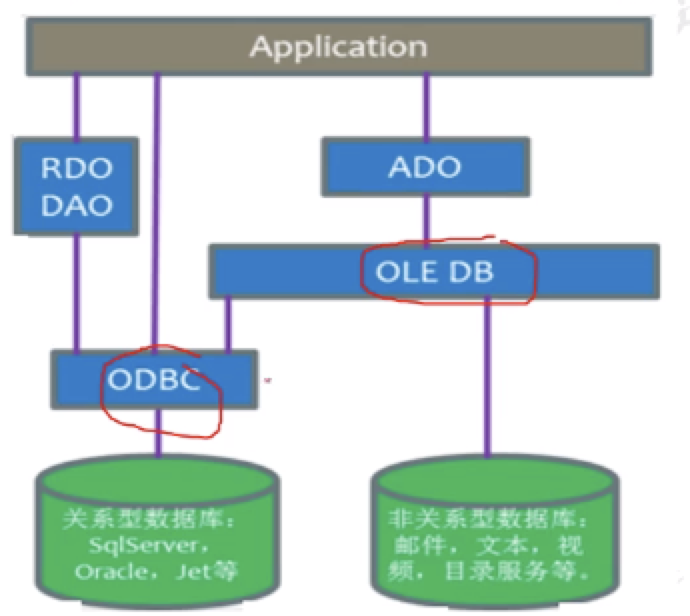 Application
RDO
DAO
ADO
OLE DB
ODBC
关系型数据库：
SqlServer，
Oracle，Jet等
非关系型数据库：
邮件，文本，视
频，目录服务等。